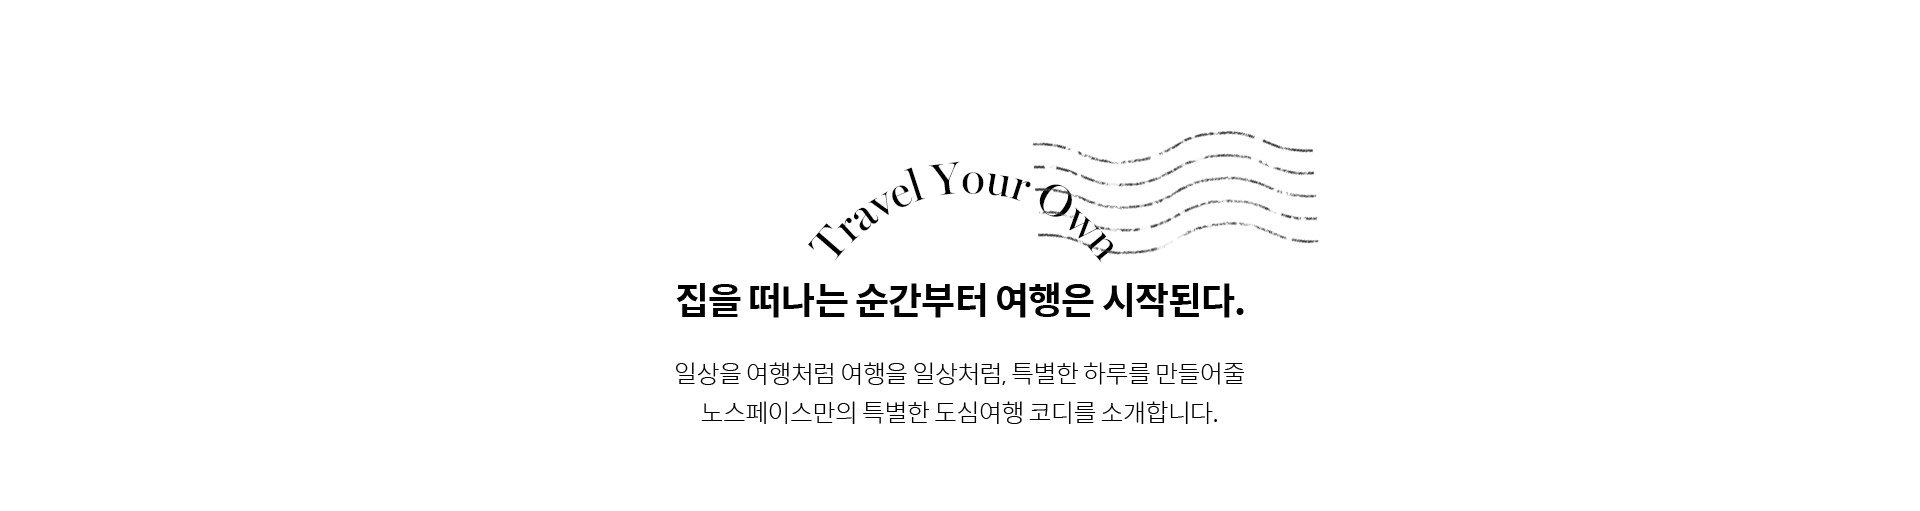 Travel Your Own
집을 떠나는 순간부터 여행은 시작된다.
일상을 여행처럼 여행을 일상처럼, 특별한 하루를 만들어줄
노스페이스만의 특별한 도심여행 코디를 소개합니다.